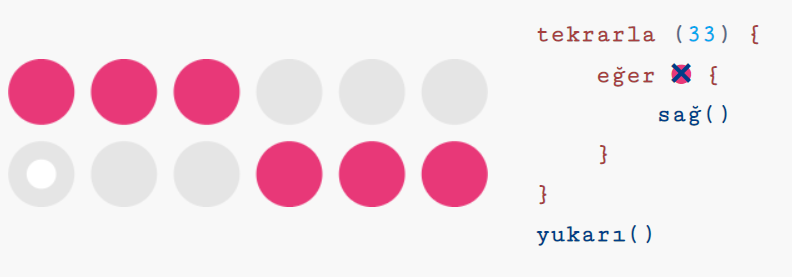 tekrarla (33) {
eğer {
sağ()
}
}
yukarı()